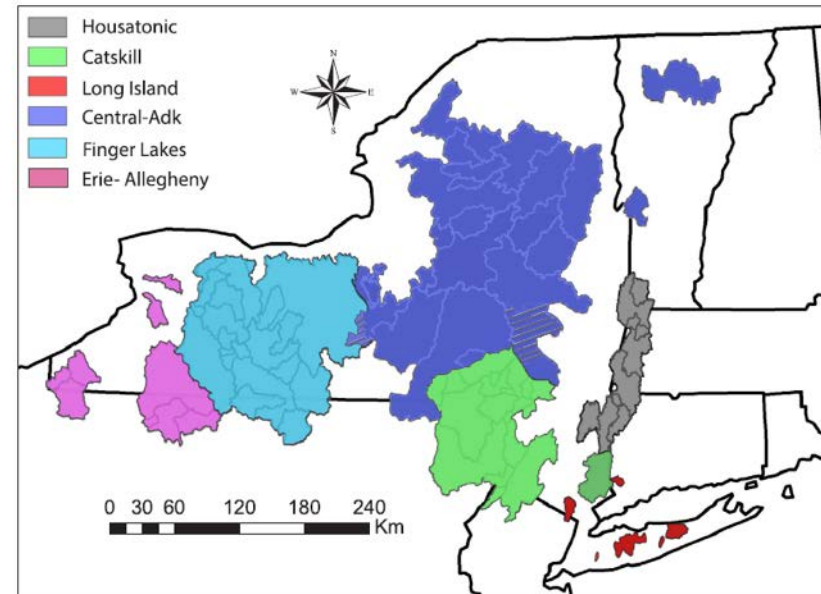 Housatonic
Catskill
Long Island
Central-Adk
Finger Lakes
Erie- Allegheny
N
W E
S
0 30 60 120 180 240
Km